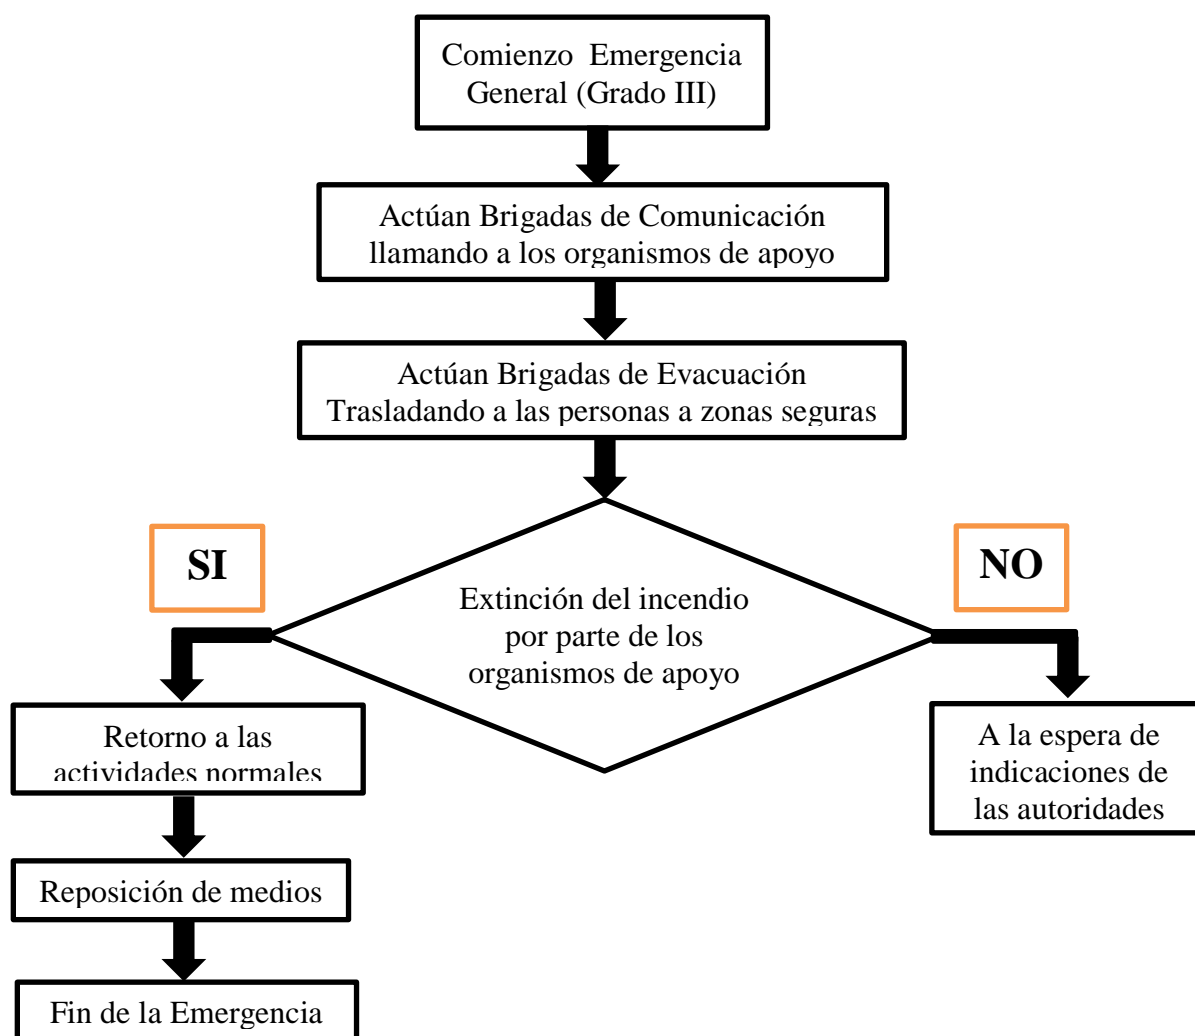 Comienzo Emergencia
General (Grado III)
Actúan Brigadas de Comunicación
llamando a los organismos de apoyo
Actúan Brigadas de Evacuación
Trasladando a las personas a zonas seguras
SI
NO
Extinción del incendio
por parte de los
organismos de apoyo
Retorno a las
actividades normales
A la espera de
indicaciones de
las autoridades
Reposición de medios
Fin de la Emergencia